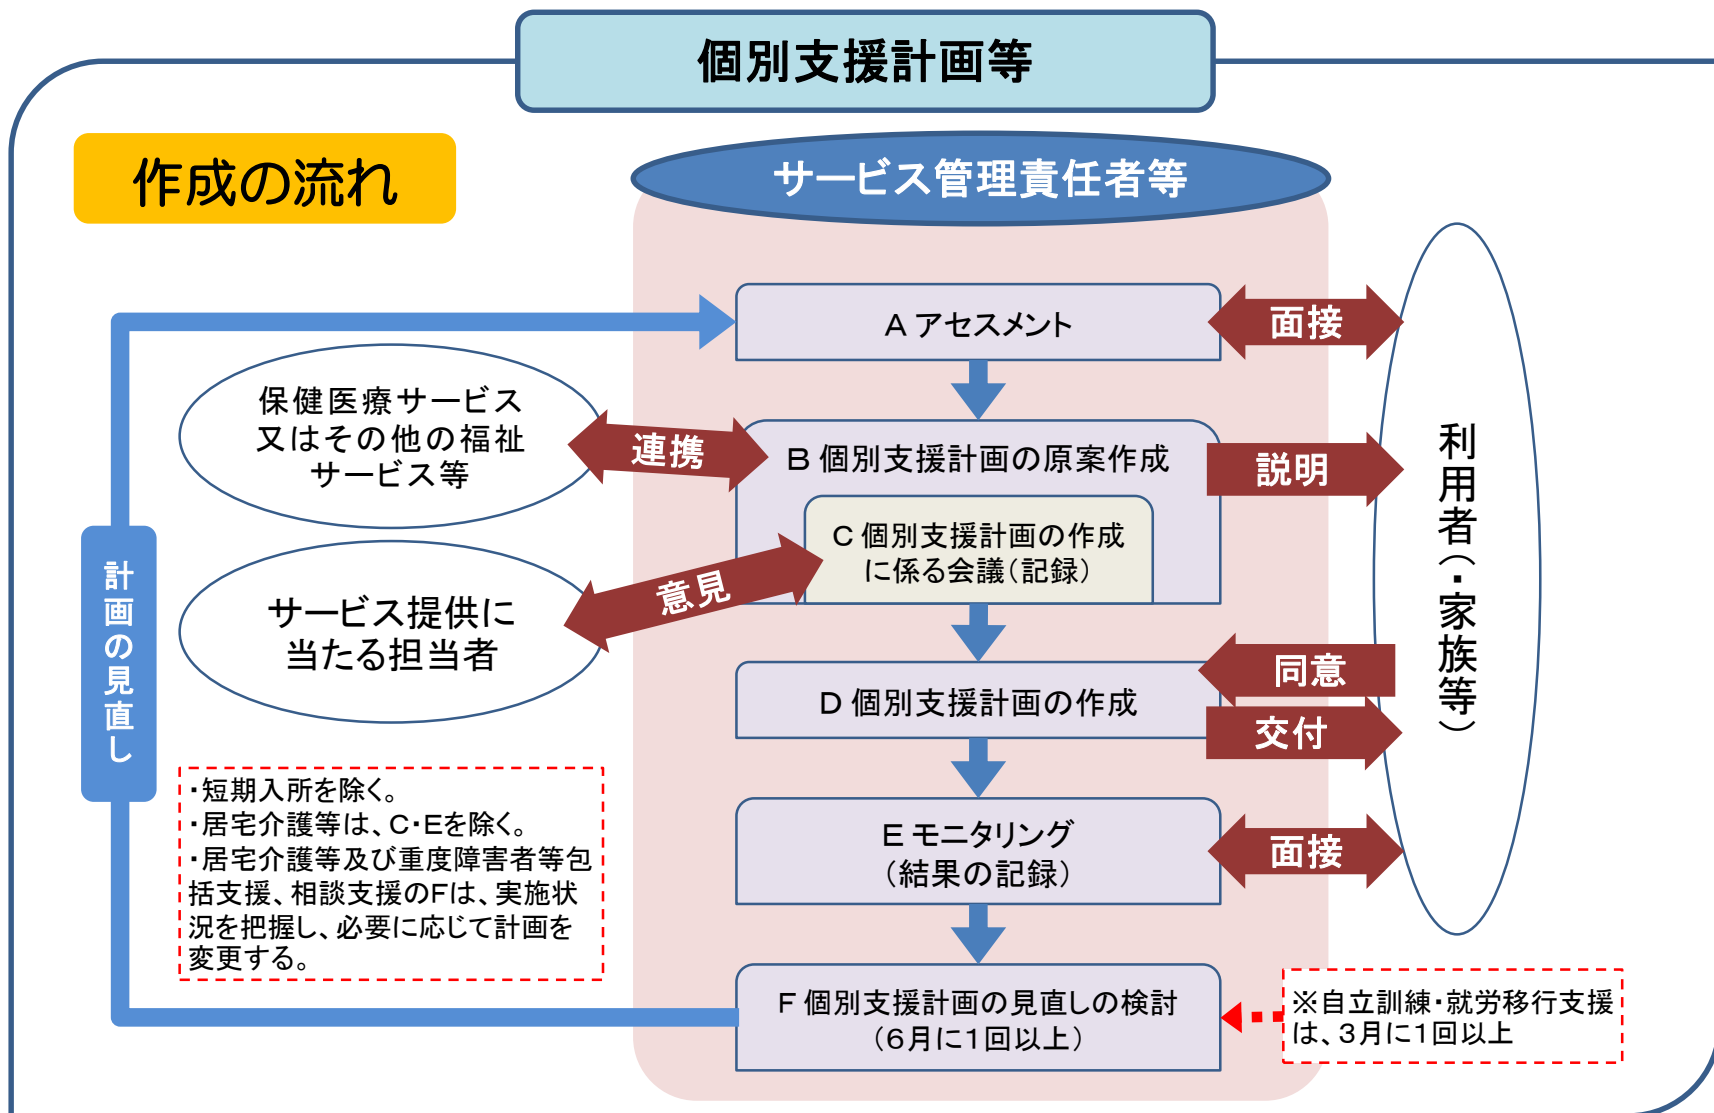 個別支援計画等
作成の流れ
サービス管理責任者等
A アセスメント
面接
保健医療サービス
又はその他の福祉
サービス等
連携
B 個別支援計画の原案作成
説明
C 個別支援計画の作成
に係る会議（記録）
意見
サービス提供に
当たる担当者
利用者（・家族等）
計画の見直し
同意
D 個別支援計画の作成
交付
・短期入所を除く。
・居宅介護等は、C・Eを除く。
・居宅介護等及び重度障害者等包
括支援、相談支援のFは、実施状
況を把握し、必要に応じて計画を
変更する。
E モニタリング
（結果の記録）
面接
F 個別支援計画の見直しの検討
（６月に１回以上）
※自立訓練・就労移行支援
は、３月に１回以上